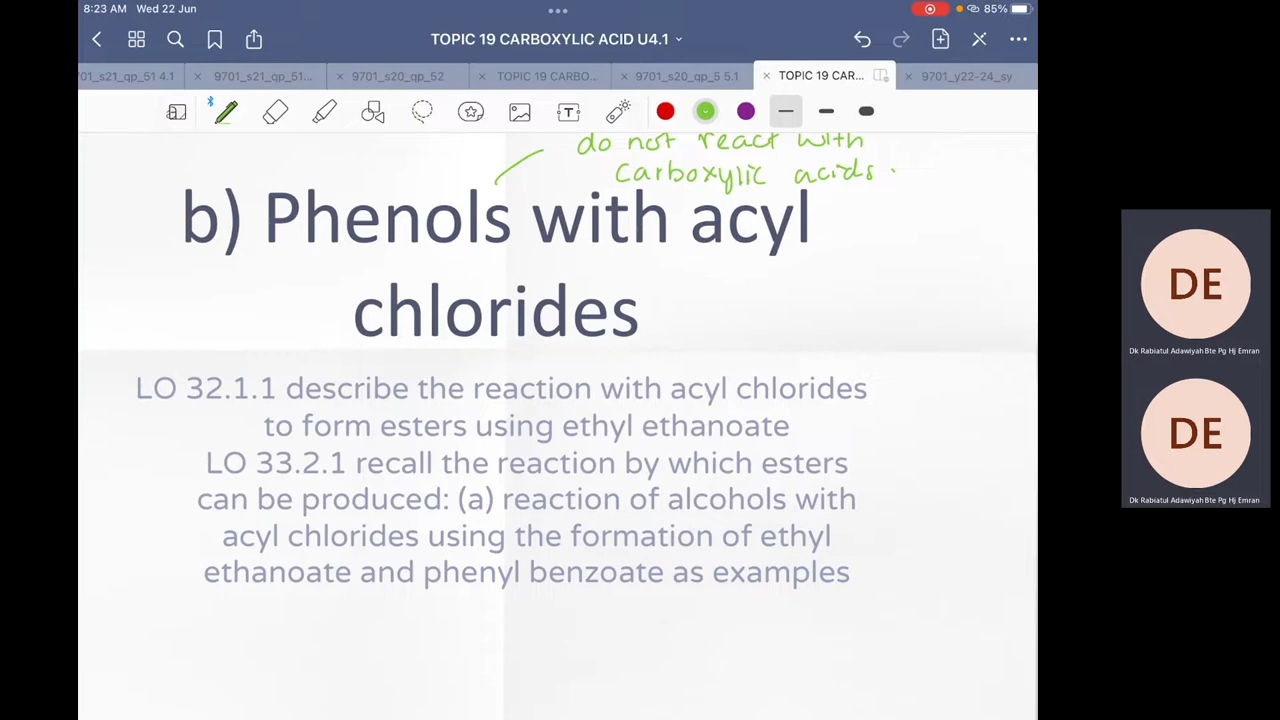 8:23 AM Wed 22 Jun
85%
TOPIC 19 CARBOXYLIC ACID U4.1
'01_s21_qp_51 4.1
9701_s21_qp_51...
9701_s20_qp_52
TOPIC 19 CARBO...
9701_s20_qp_5 5.1
TOPIC 19 CAR...
9701_y22-24_sy
do not react with
carboxylic acids.
b) Phenols with acyl
chlorides
LO 32.1.1 describe the reaction with acyl chlorides
to form esters using ethyl ethanoate
LO 33.2.1 recall the reaction by which esters
can be produced: (a) reaction of alcohols with
acyl chlorides using the formation of ethyl
ethanoate and phenyl benzoate as examples
DE
Dk Rabiatul Adawiyah Bte Pg Hj Emran
DE
Dk Rabiatul Adawiyah Bte Pg Hj Emran